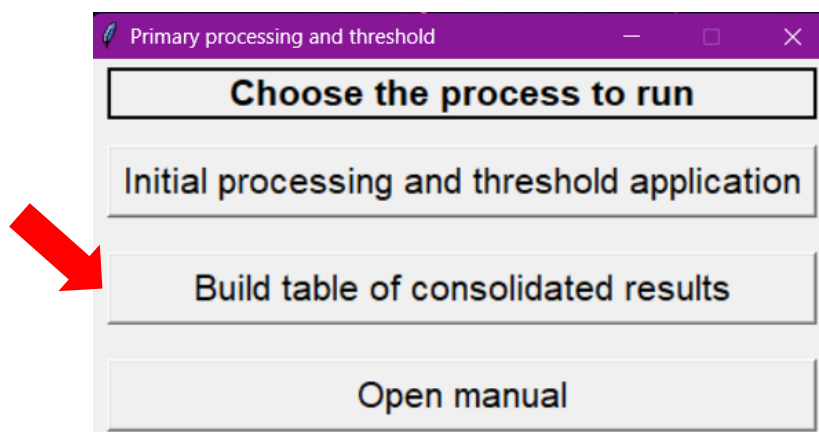 Primary processing and threshold
Choose the process to run
Initial processing and threshold application
Build table of consolidated results
Open manual